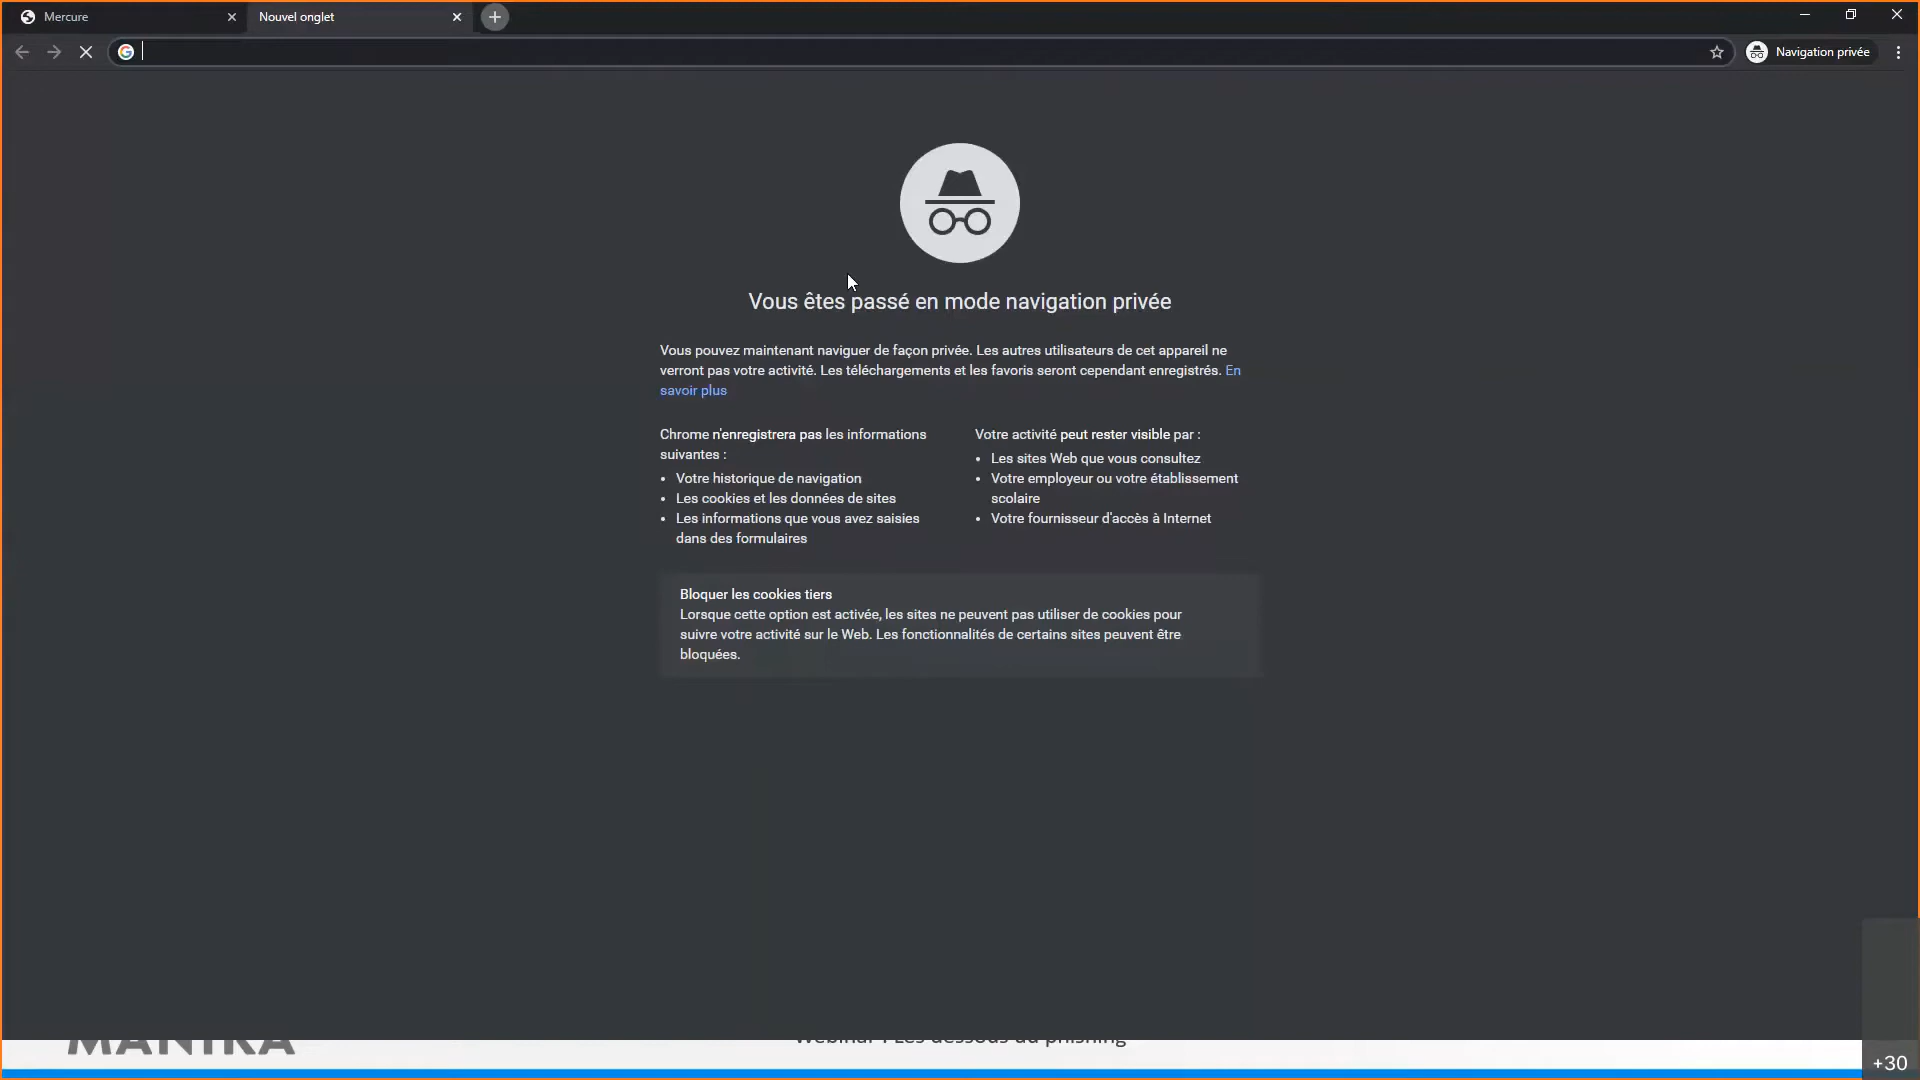 Mercure
Nouvel onglet
Navigation privée
Vous êtes passé en mode navigation privée
Vous pouvez maintenant naviguer de façon privée. Les autres utilisateurs de cet appareil ne
verront pas votre activité. Les téléchargements et les favoris seront cependant enregistrés. En
savoir plus
Chrome n'enregistrera pas les informations
suivantes :
• Votre historique de navigation
• Les cookies et les données de sites
• Les informations que vous avez saisies
dans des formulaires
Votre activité peut rester visible par :
• Les sites Web que vous consultez
• Votre employeur ou votre établissement
scolaire
• Votre fournisseur d'accès à Internet
Bloquer les cookies tiers
Lorsque cette option est activée, les sites ne peuvent pas utiliser de cookies pour
suivre votre activité sur le Web. Les fonctionnalités de certains sites peuvent être
bloquées.
MANIKA
Webinar : Les dessous du phishing
+30